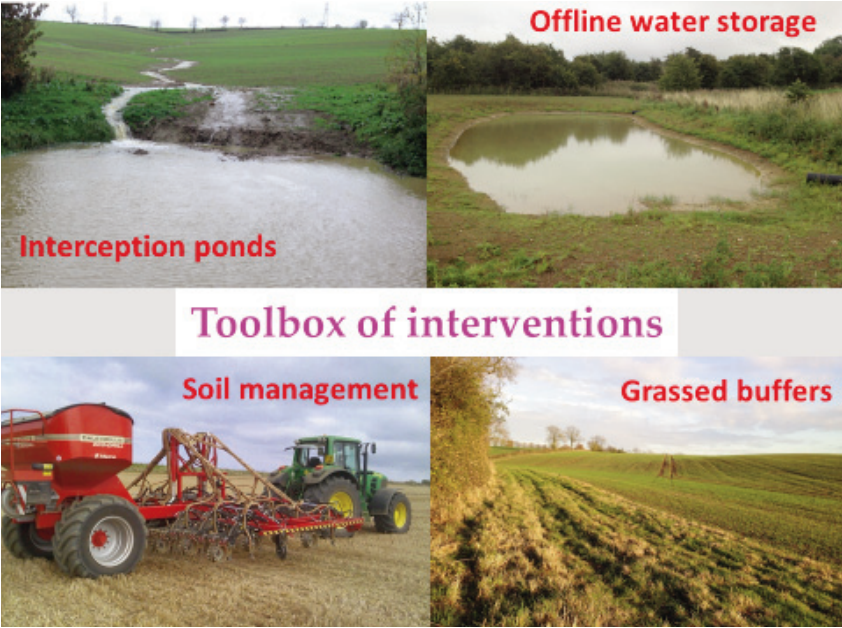 Offline water storage
Interception ponds
Toolbox of interventions
Soil management
Grassed buffers